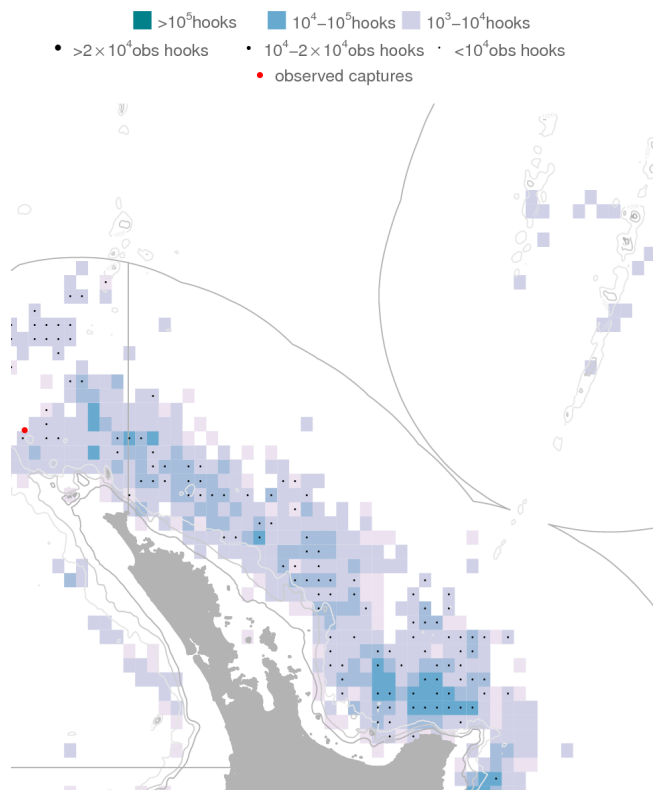 >10⁵hooks 10⁴–10⁵hooks 10³–10⁴hooks
>2×10⁴obs hooks 10⁴–2×10⁴obs hooks <10⁴obs hooks
observed captures